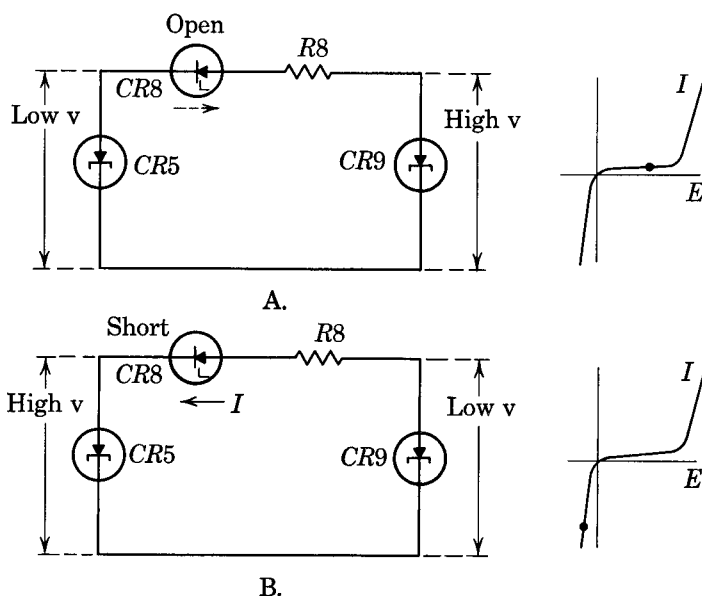 Open
R8
CR8
Low v
High v
I
CR5
CR9
E
A.
Short
R8
CR8
I
High v
Low v
I
CR5
CR9
E
B.